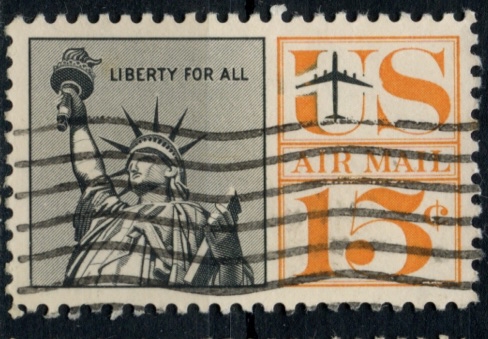 LIBERTY FOR ALL
US
AIR MAIL
15¢